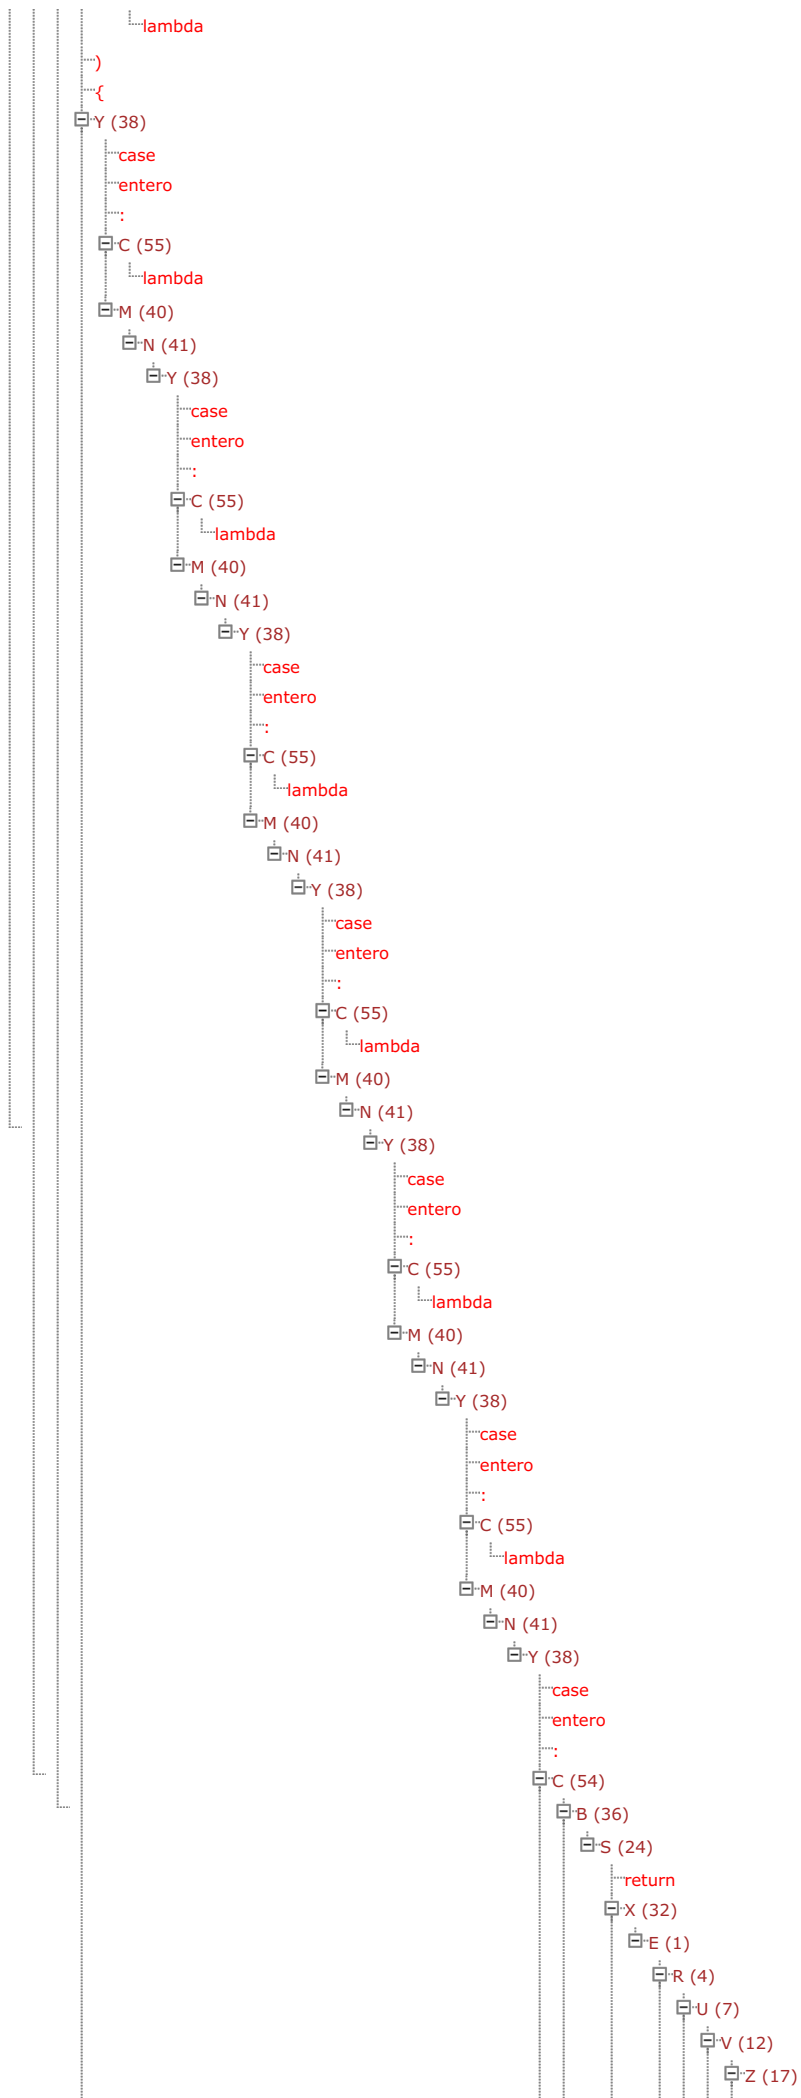 lambda
)
{
Y (38)
case
entero
:
C (55)
lambda
M (40)
N (41)
Y (38)
case
entero
:
C (55)
lambda
M (40)
N (41)
Y (38)
case
entero
:
C (55)
lambda
M (40)
N (41)
Y (38)
case
entero
:
C (55)
lambda
M (40)
N (41)
Y (38)
case
entero
:
C (55)
lambda
M (40)
N (41)
Y (38)
case
entero
:
C (55)
lambda
M (40)
N (41)
Y (38)
case
entero
:
C (54)
B (36)
S (24)
return
X (32)
E (1)
R (4)
U (7)
V (12)
Z (17)